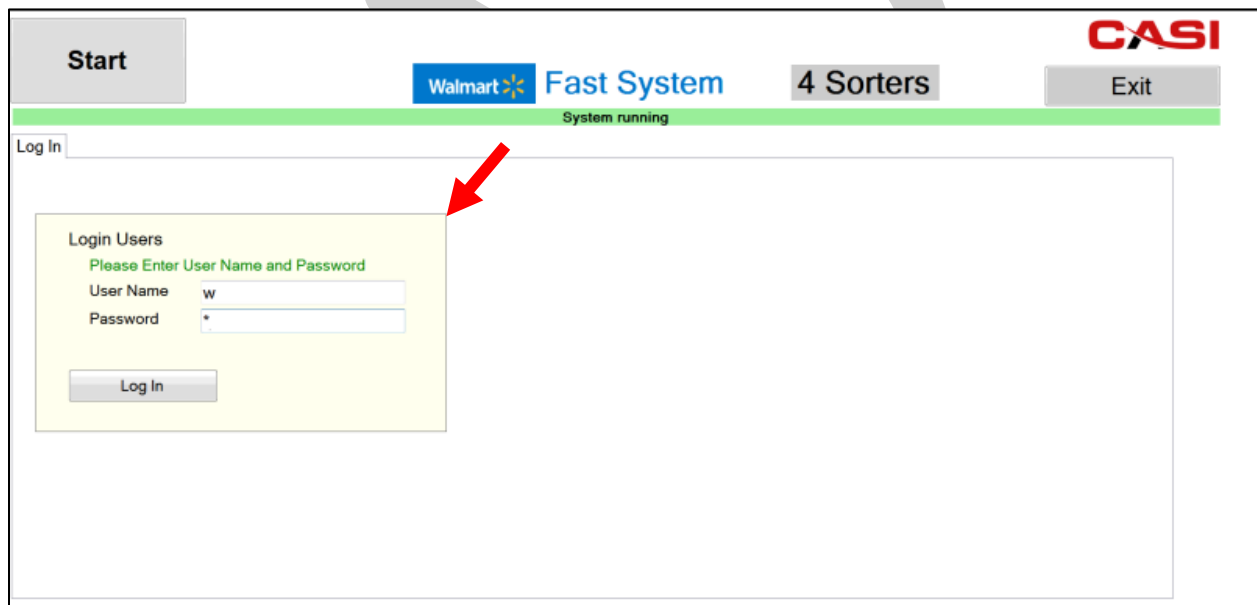 CASI
Start
Walmart Fast System 4 Sorters Exit
System running
Log In
Login Users
Please Enter User Name and Password
User Name w
Password *
Log In